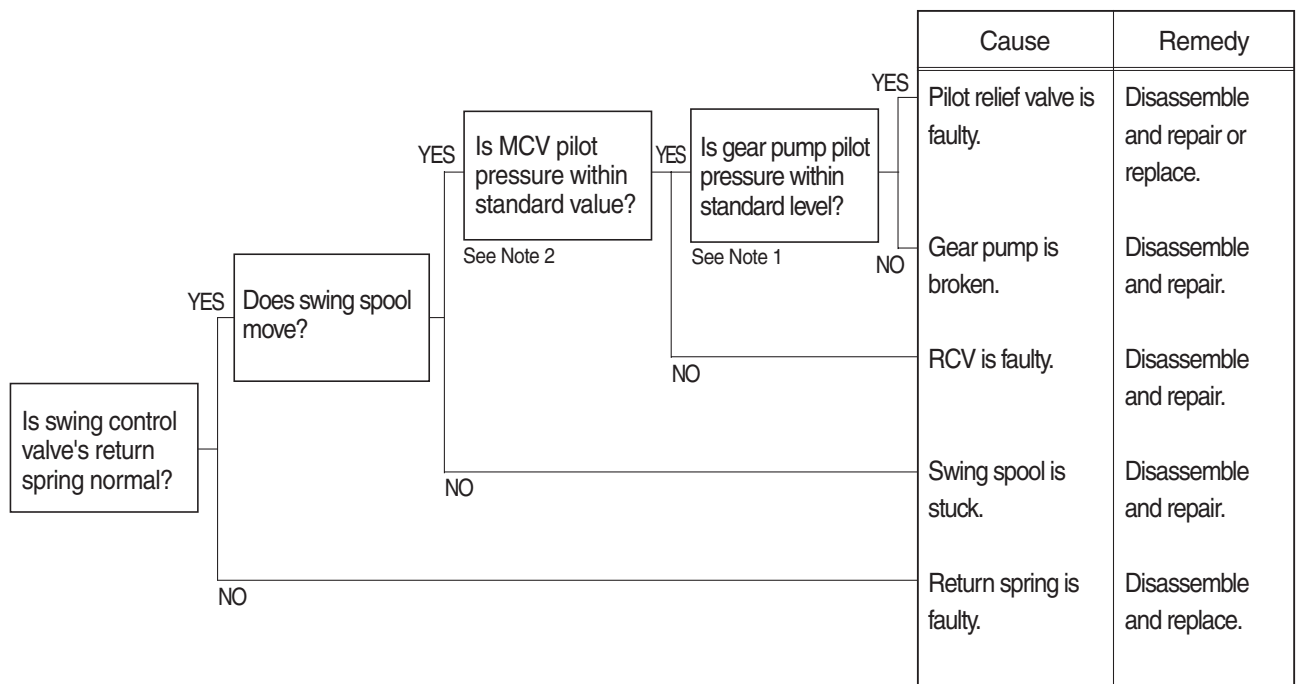 Cause
Remedy
YES
Pilot relief valve is
faulty.
Disassemble
and repair or
replace.
YES
Is MCV pilot
pressure within
standard value?
See Note 2
YES
Is gear pump pilot
pressure within
standard level?
See Note 1
NO
Gear pump is
broken.
Disassemble
and repair.
YES
Does swing spool
move?
NO
RCV is faulty.
Disassemble
and repair.
Is swing control
valve's return
spring normal?
NO
Swing spool is
stuck.
Disassemble
and repair.
NO
Return spring is
faulty.
Disassemble
and replace.